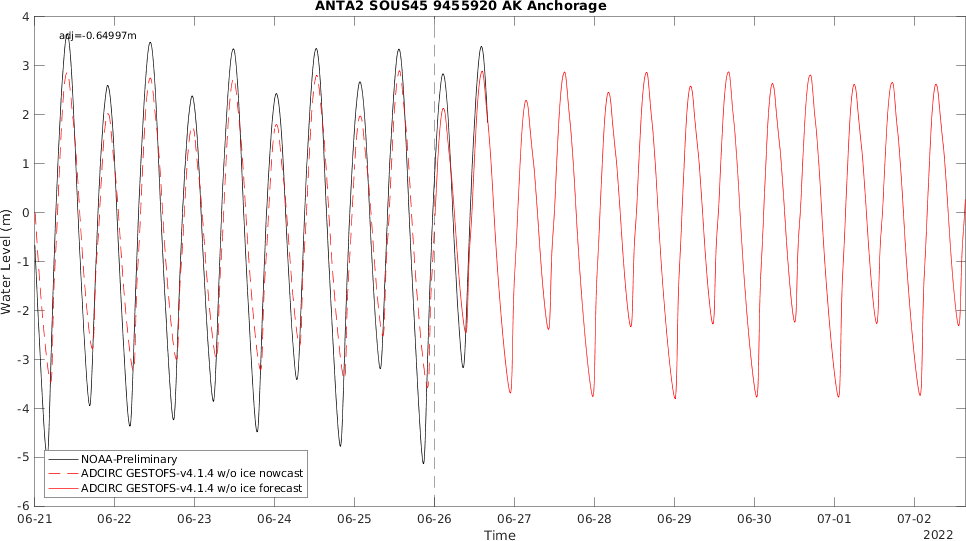 ANTA2 SOUS45 9455920 AK Anchorage
adj=-0.64997m
4
3
2
1
0
-1
-2
-3
-4
-5
-6
Water Level (m)
NOAA-Preliminary
ADCIRC GESTOFS-v4.1.4 w/o ice nowcast
ADCIRC GESTOFS-v4.1.4 w/o ice forecast
06-21 06-22 06-23 06-24 06-25 06-26 06-27 06-28 06-29 06-30 07-01 07-02
Time
2022